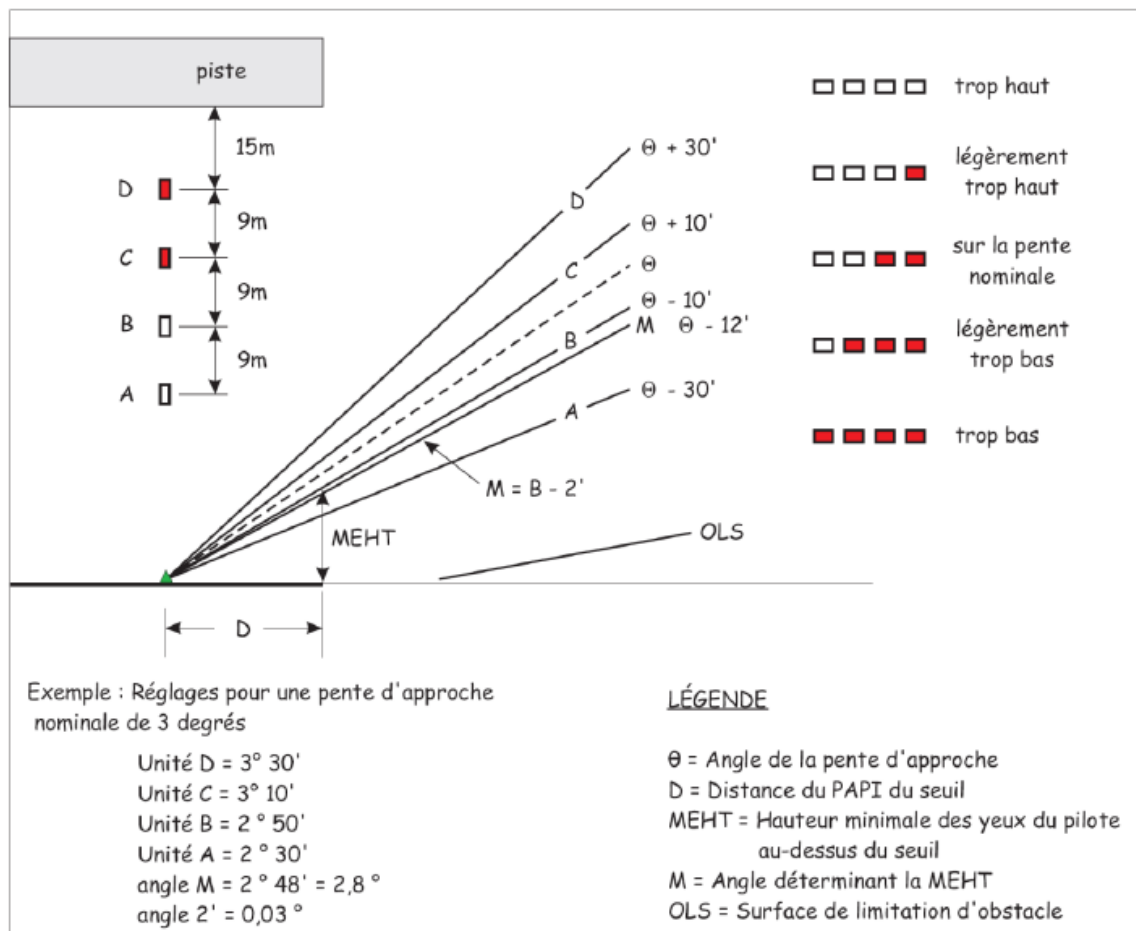 piste
15m
D
9m
C
9m
B
9m
A
Θ + 30'
D
Θ + 10'
C
Θ
Θ - 10'
B
M Θ - 12'
Θ - 30'
A
M = B - 2'
MEHT
OLS
D
trop haut
légèrement
trop haut
sur la pente
nominale
légèrement
trop bas
trop bas
Exemple : Réglages pour une pente d'approche
nominale de 3 degrés
Unité D = 3° 30'
Unité C = 3° 10'
Unité B = 2 ° 50'
Unité A = 2 ° 30'
angle M = 2 ° 48' = 2,8 °
angle 2' = 0,03 °
LÉGENDE
θ = Angle de la pente d'approche
D = Distance du PAPI du seuil
MEHT = Hauteur minimale des yeux du pilote
au-dessus du seuil
M = Angle déterminant la MEHT
OLS = Surface de limitation d'obstacle